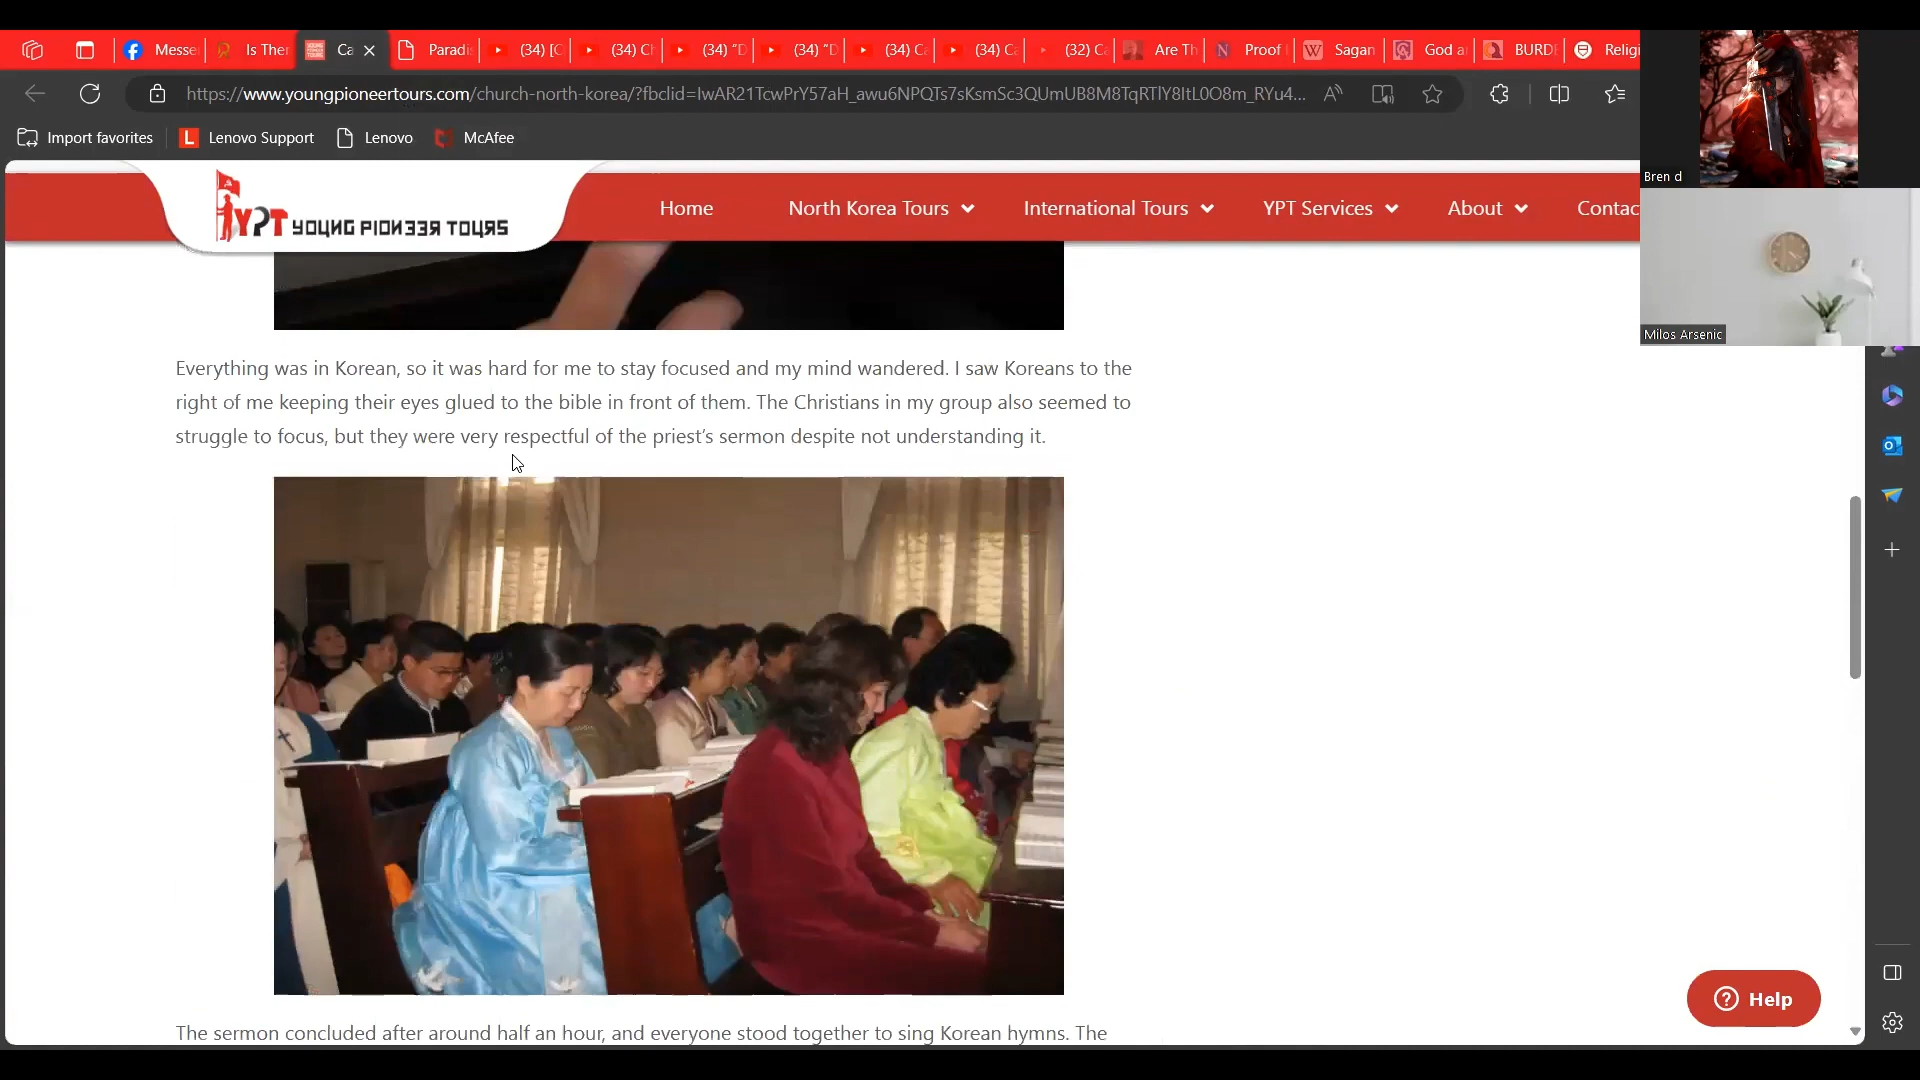 Messe
Is Ther
Ca
Paradi
(34) [C
(34) Ch
(34) "D
(34) "D
(34) Ca
(34) Ca
(32) Ca
Are Th
Proof
Sagan
God a
BURD
Relig
https://www.youngpioneertours.com/church-north-korea/?fbclid=IwAR21TcwPrY57aH_awu6NPQTs7sKsmSc3QUmUB8M8TqRTlY8ItL0O8m_RYu4...
Import favorites
Lenovo Support
Lenovo
McAfee
YPT YOUNG PIONEER TOURS
Home
North Korea Tours
International Tours
YPT Services
About
Contac
Bren d
Milos Arsenic
Everything was in Korean, so it was hard for me to stay focused and my mind wandered. I saw Koreans to the
right of me keeping their eyes glued to the bible in front of them. The Christians in my group also seemed to
struggle to focus, but they were very respectful of the priest's sermon despite not understanding it.
The sermon concluded after around half an hour, and everyone stood together to sing Korean hymns. The
Help